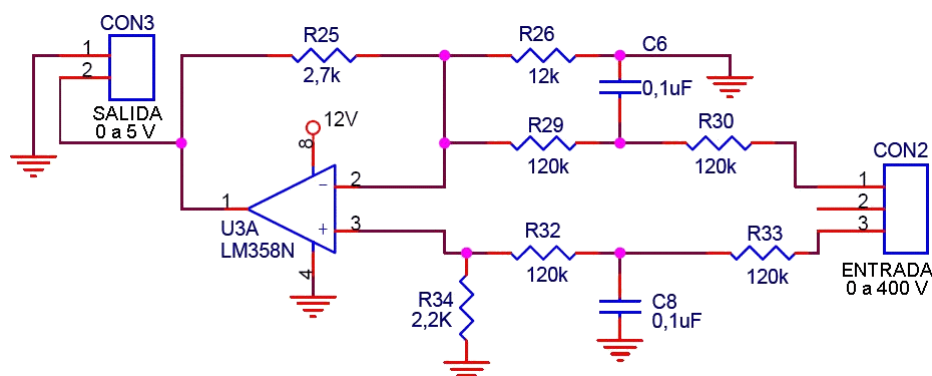 CON3
1
2
SALIDA
0 a 5 V
R25
2,7k
R26
12k
C6
0,1uF
12V
8
R29
120k
R30
120k
CON2
1
2
3
ENTRADA
0 a 400 V
2
-
1
+
3
U3A
LM358N
4
R32
120k
R33
120k
R34
2,2K
C8
0,1uF